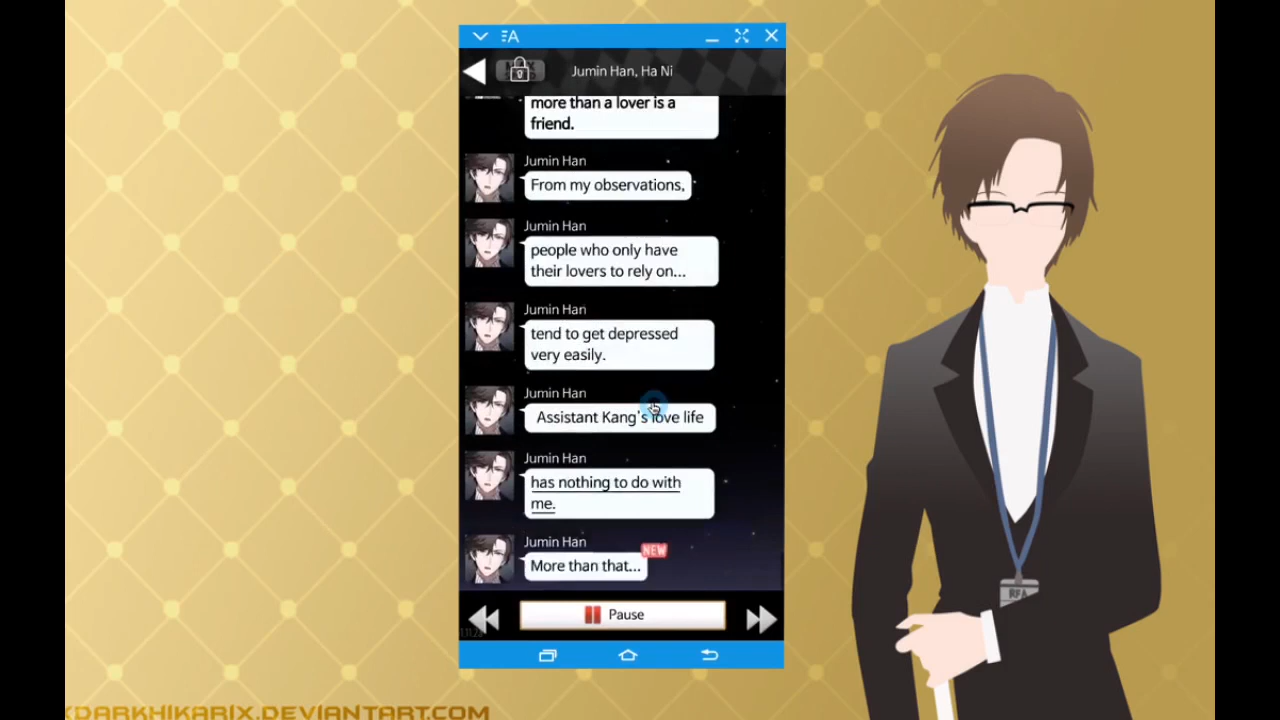 Jumin Han, Ha Ni
more than a lover is a
friend.
Jumin Han
From my observations,
Jumin Han
people who only have
their lovers to rely on...
Jumin Han
tend to get depressed
very easily.
Jumin Han
Assistant Kang's love life
Jumin Han
has nothing to do with
me.
Jumin Han
NEW
More than that...
Pause
RFA
XDARKHIKARIX.DEVIANTART.COM